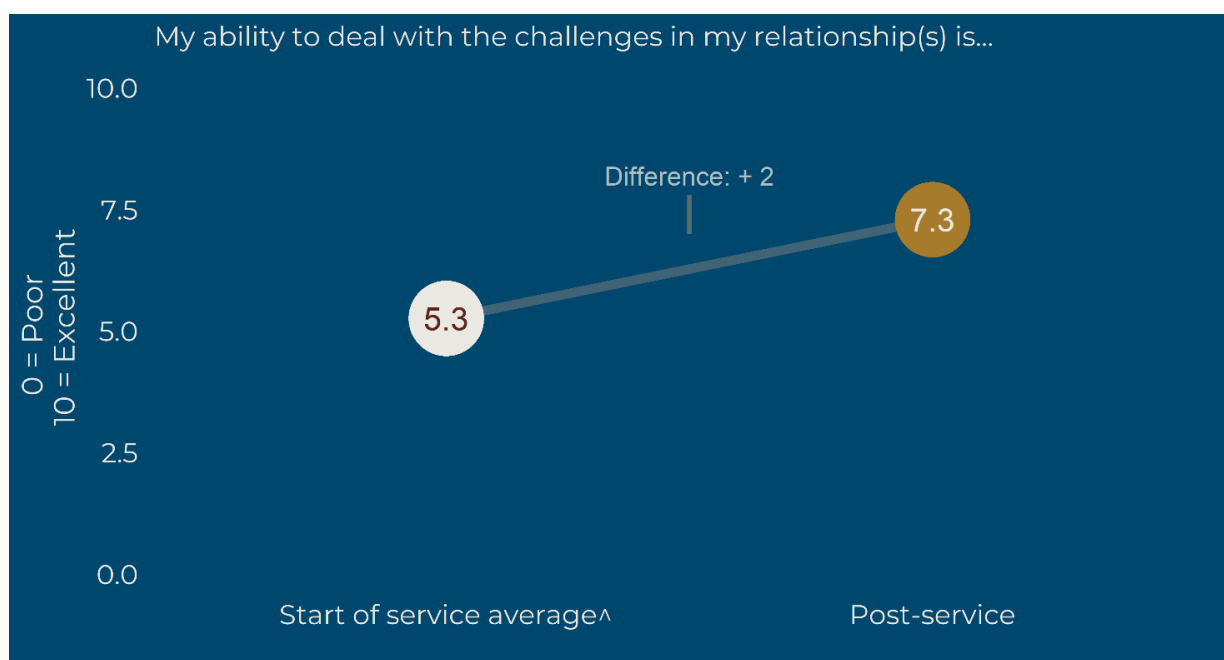 My ability to deal with the challenges in my relationship(s) is...
10.0
Difference: + 2
7.5
7.3
0 = Poor
10 = Excellent
5.3
5.0
2.5
0.0
Start of service average^
Post-service